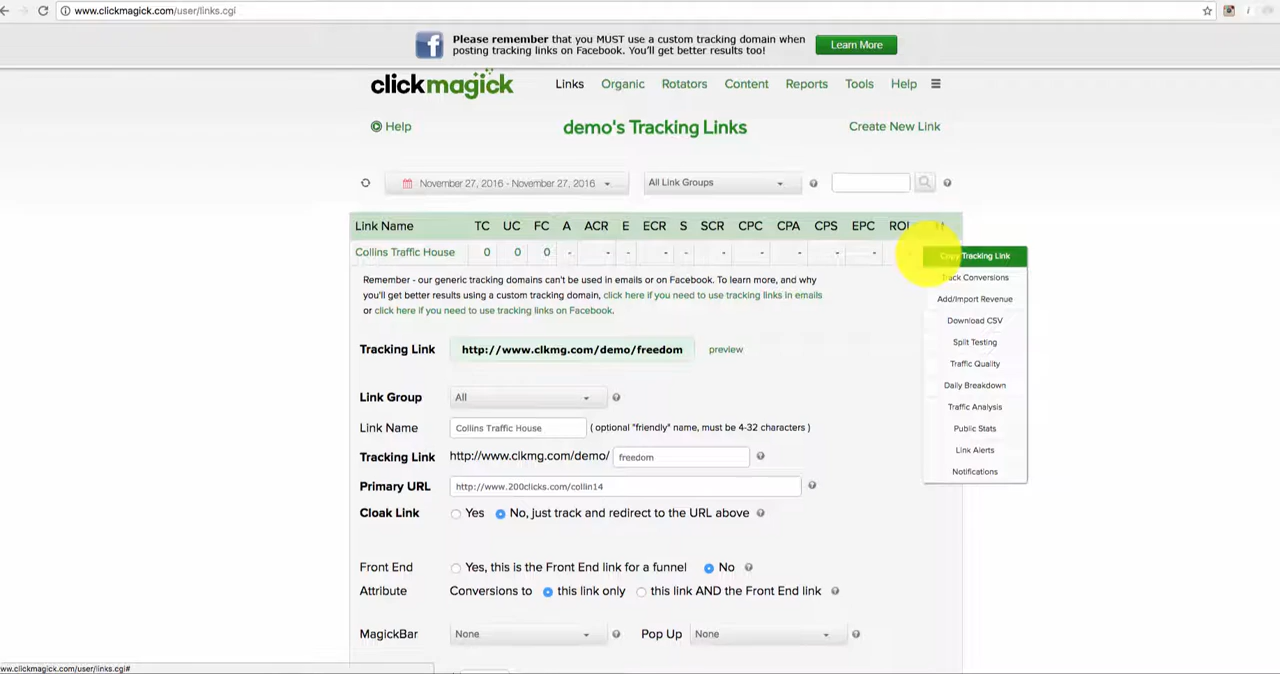 www.clickmagick.com/user/links.cgi
Please remember that you MUST use a custom tracking domain when
posting tracking links on Facebook. You'll get better results too!
Learn More
clickmagick
Links Organic Rotators Content Reports Tools Help
Help
demo's Tracking Links
Create New Link
November 27, 2016 - November 27, 2016
All Link Groups
Link Name TC UC FC A ACR E ECR S SCR CPC CPA CPS EPC ROI
Collins Traffic House 0 0 0 - - - - - - - - - -
Copy Tracking Link
Track Conversions
Add/Import Revenue
Download CSV
Split Testing
Traffic Quality
Daily Breakdown
Traffic Analysis
Public Stats
Link Alerts
Notifications
Remember - our generic tracking domains can't be used in emails or on Facebook. To learn more, and why
you'll get better results using a custom tracking domain, click here if you need to use tracking links in emails
or click here if you need to use tracking links on Facebook.
Tracking Link http://www.clkmg.com/demo/freedom preview
Link Group All
Link Name Collins Traffic House ( optional "friendly" name, must be 4-32 characters )
Tracking Link http://www.clkmg.com/demo/ freedom
Primary URL http://www.200clicks.com/collin14
Cloak Link Yes No, just track and redirect to the URL above
Front End Yes, this is the Front End link for a funnel No
Attribute Conversions to this link only this link AND the Front End link
MagickBar None Pop Up None
ww.clickmagick.com/user/links.cgi#